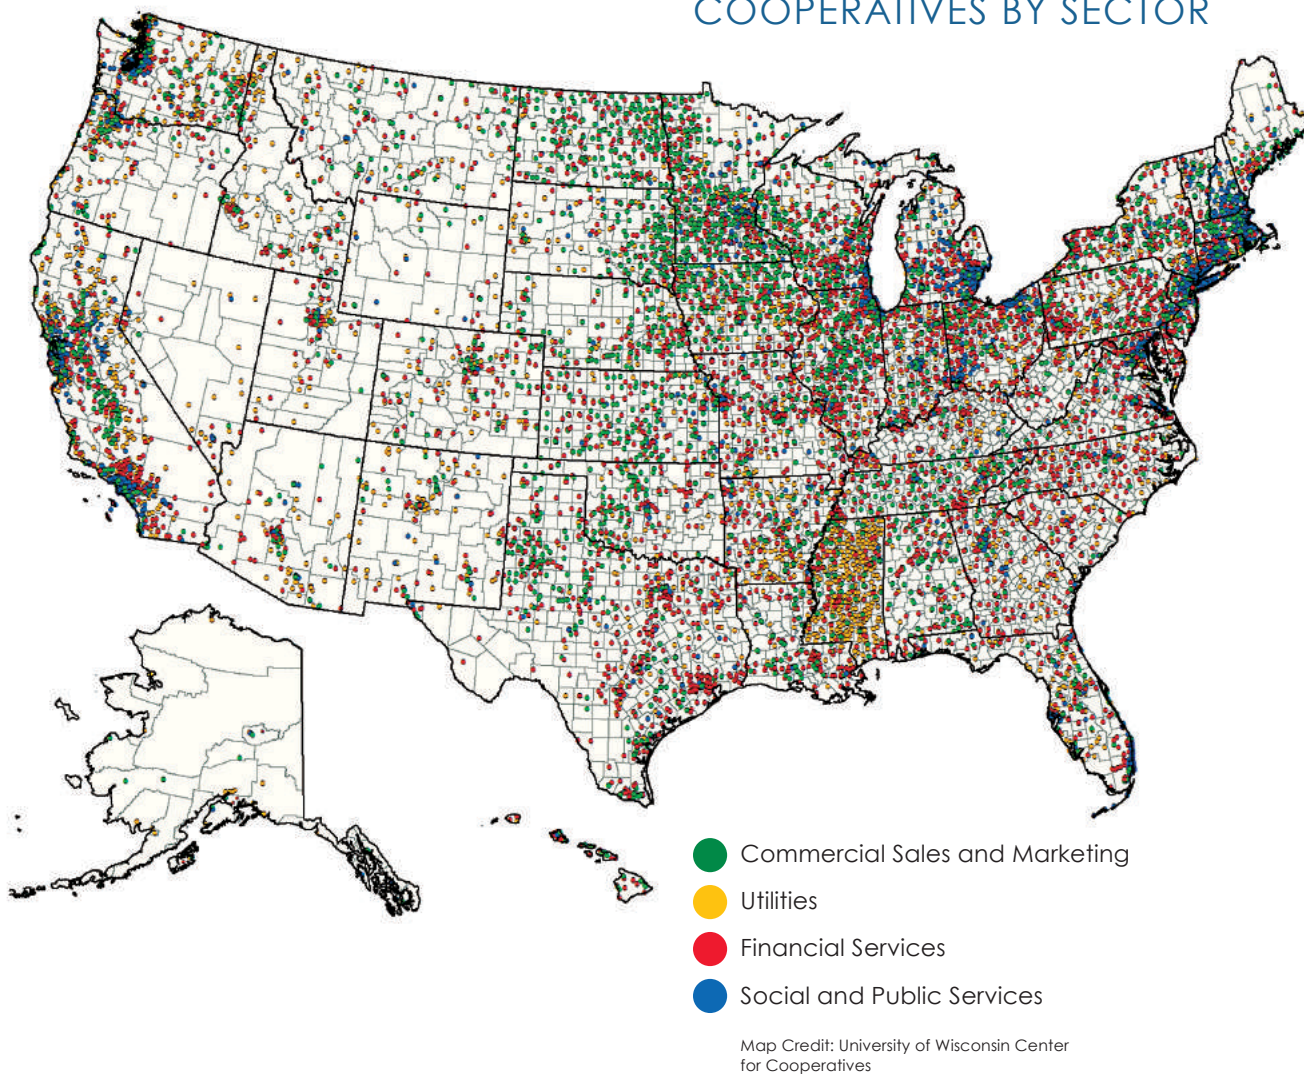 COOPERATIVES BY SECTOR
Commercial Sales and Marketing
Utilities
Financial Services
Social and Public Services
Map Credit: University of Wisconsin Center
for Cooperatives